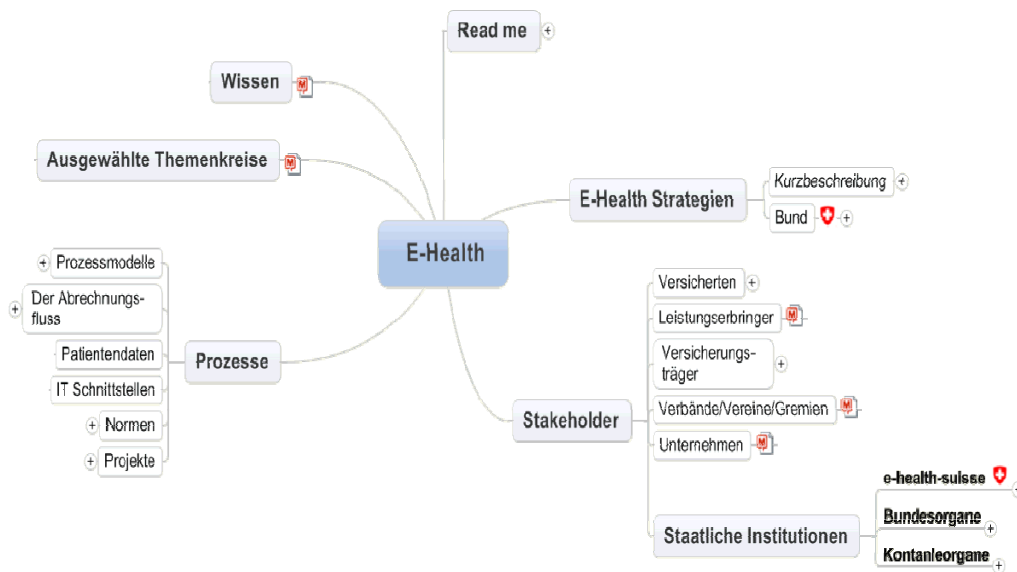 Read me
Wissen
Ausgewählte Themenkreise
E-Health Strategien
Kurzbeschreibung
Bund
E-Health
Prozessmodelle
Der Abrechnungs-
fluss
Patientendaten
IT Schnittstellen
Normen
Projekte
Prozesse
Stakeholder
Versicherten
Leistungserbringer
Versicherungs-
träger
Verbände/Vereine/Gremien
Unternehmen
Staatliche Institutionen
e-health-suisse
Bundesorgane
Kontanleorgane